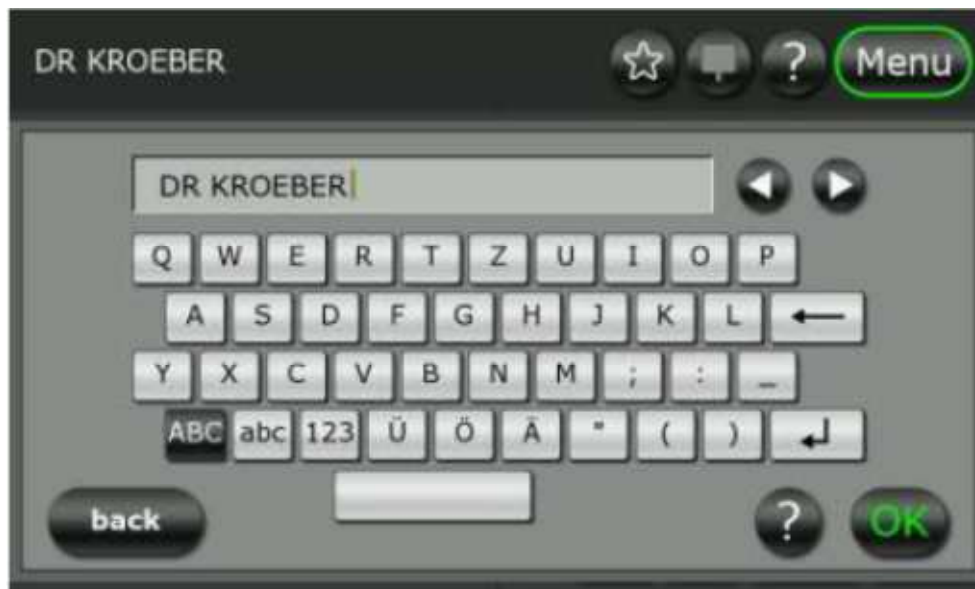 DR KROEBER ? Menu
DR KROEBER
Q W E R T Z U I O P
A S D F G H J K L
Y X C V B N M ; : _
ABC abc 123 Ü Ö Ä " ( )
back ? OK